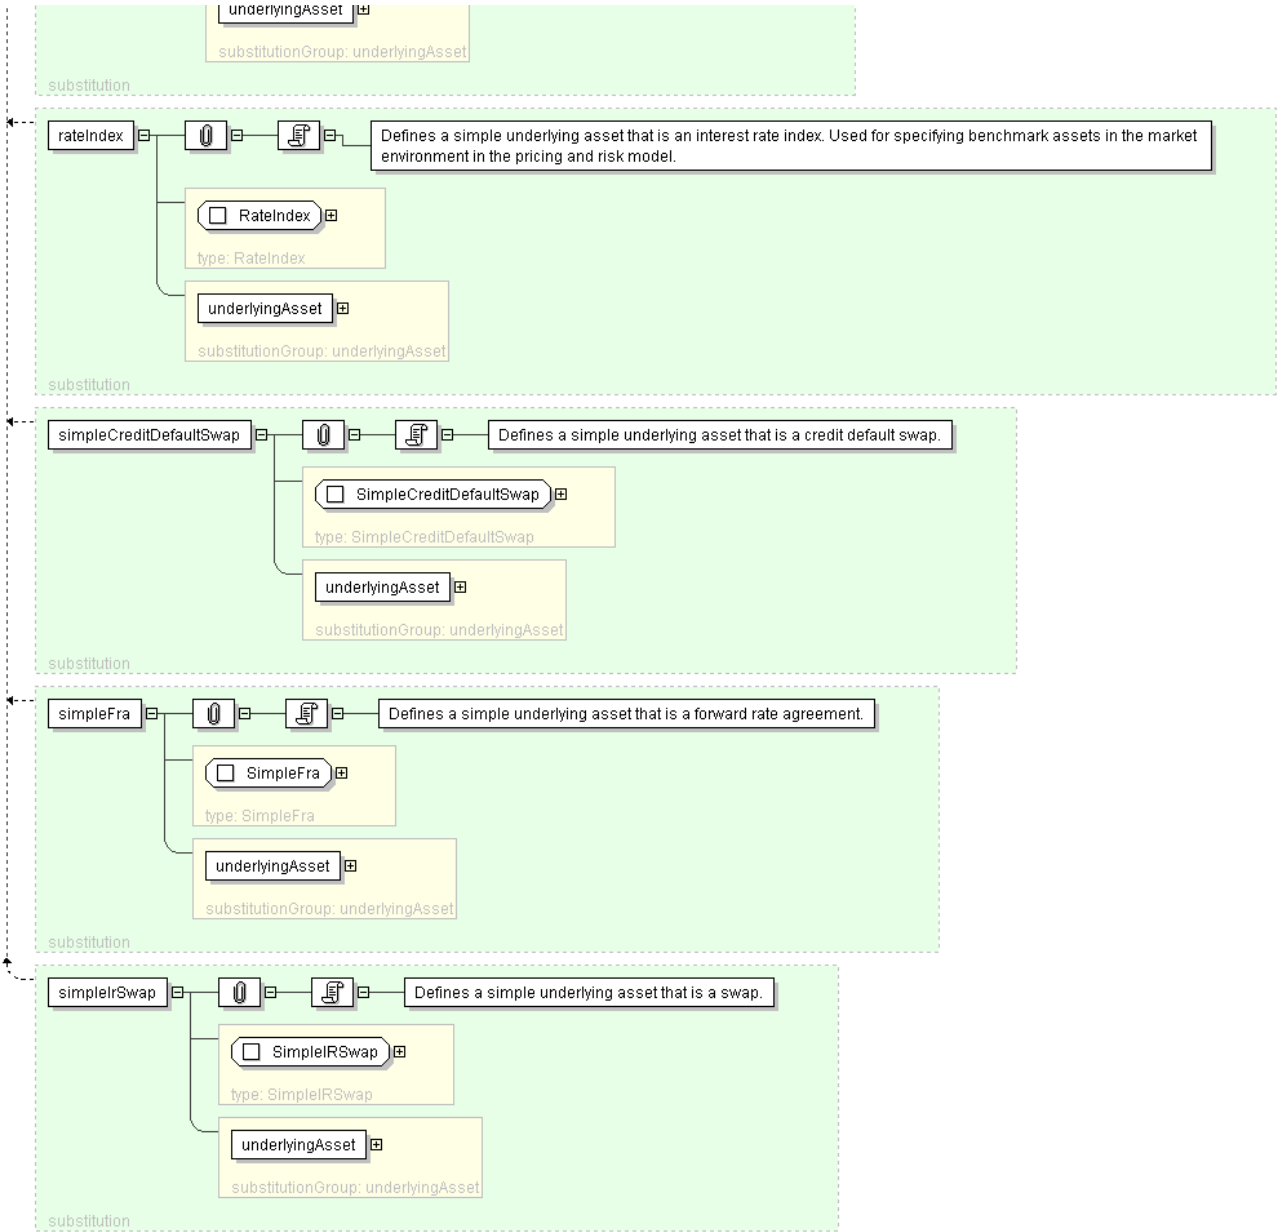 underlyingAsset
substitutionGroup: underlyingAsset
substitution
rateIndex
Defines a simple underlying asset that is an interest rate index. Used for specifying benchmark assets in the market
environment in the pricing and risk model.
RateIndex
type: RateIndex
underlyingAsset
substitutionGroup: underlyingAsset
substitution
simpleCreditDefaultSwap
Defines a simple underlying asset that is a credit default swap.
SimpleCreditDefaultSwap
type: SimpleCreditDefaultSwap
underlyingAsset
substitutionGroup: underlyingAsset
substitution
simpleFra
Defines a simple underlying asset that is a forward rate agreement.
SimpleFra
type: SimpleFra
underlyingAsset
substitutionGroup: underlyingAsset
substitution
simpleIrSwap
Defines a simple underlying asset that is a swap.
SimpleIRSwap
type: SimpleIRSwap
underlyingAsset
substitutionGroup: underlyingAsset
substitution